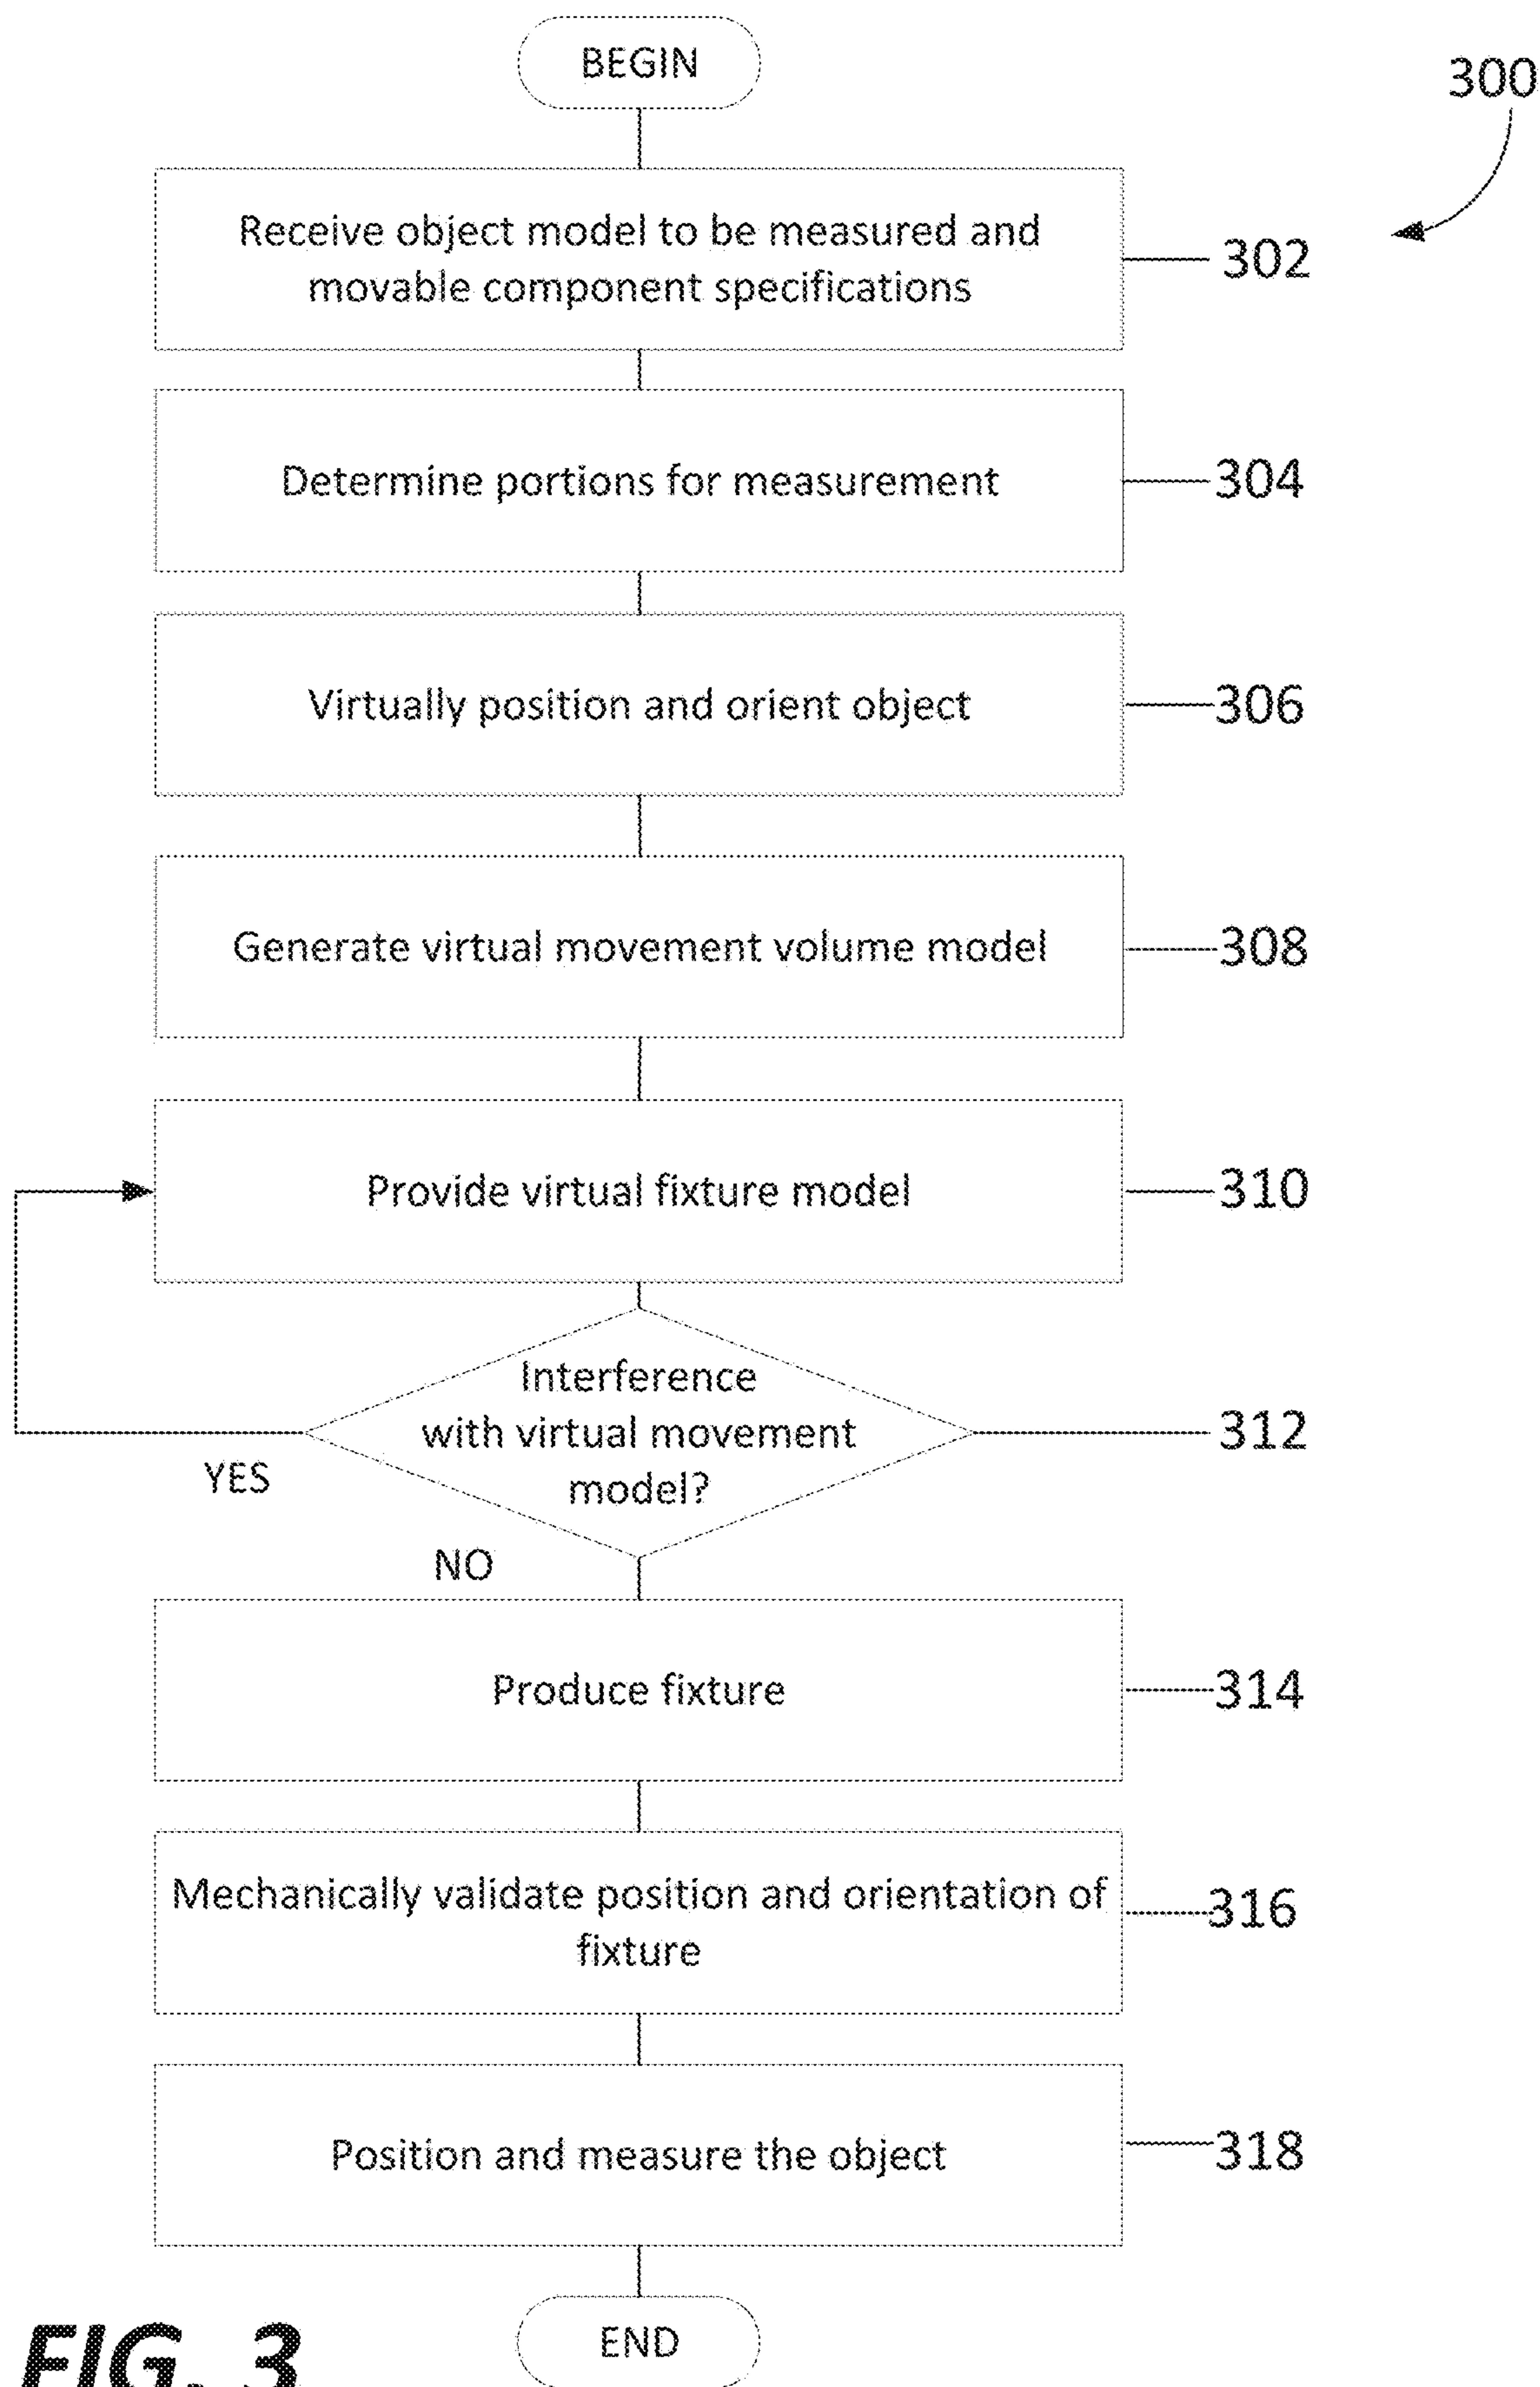 BEGIN
300
Receive object model to be measured and
movable component specifications
302
Determine portions for measurement
304
Virtually position and orient object
306
Generate virtual movement volume model
308
Provide virtual fixture model
310
Interference
with virtual movement
model?
312
YES
NO
Produce fixture
314
Mechanically validate position and orientation of
fixture
316
Position and measure the object
318
END
FIG. 3